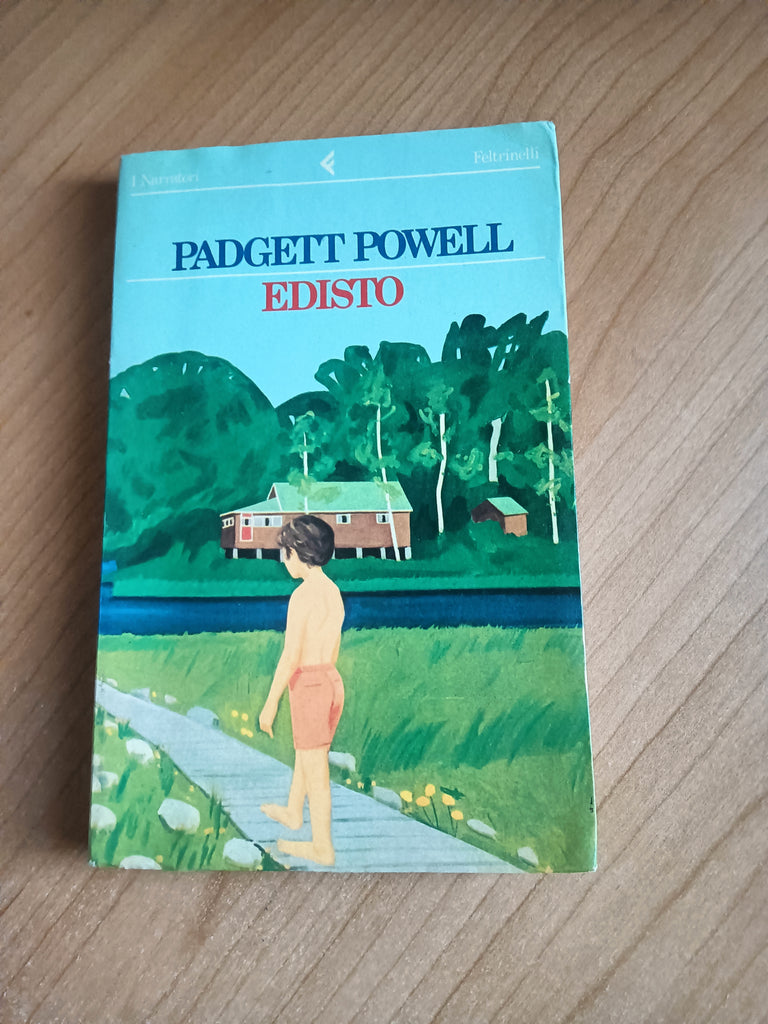 I Narratori Feltrinelli
PADGETT POWELL
EDISTO